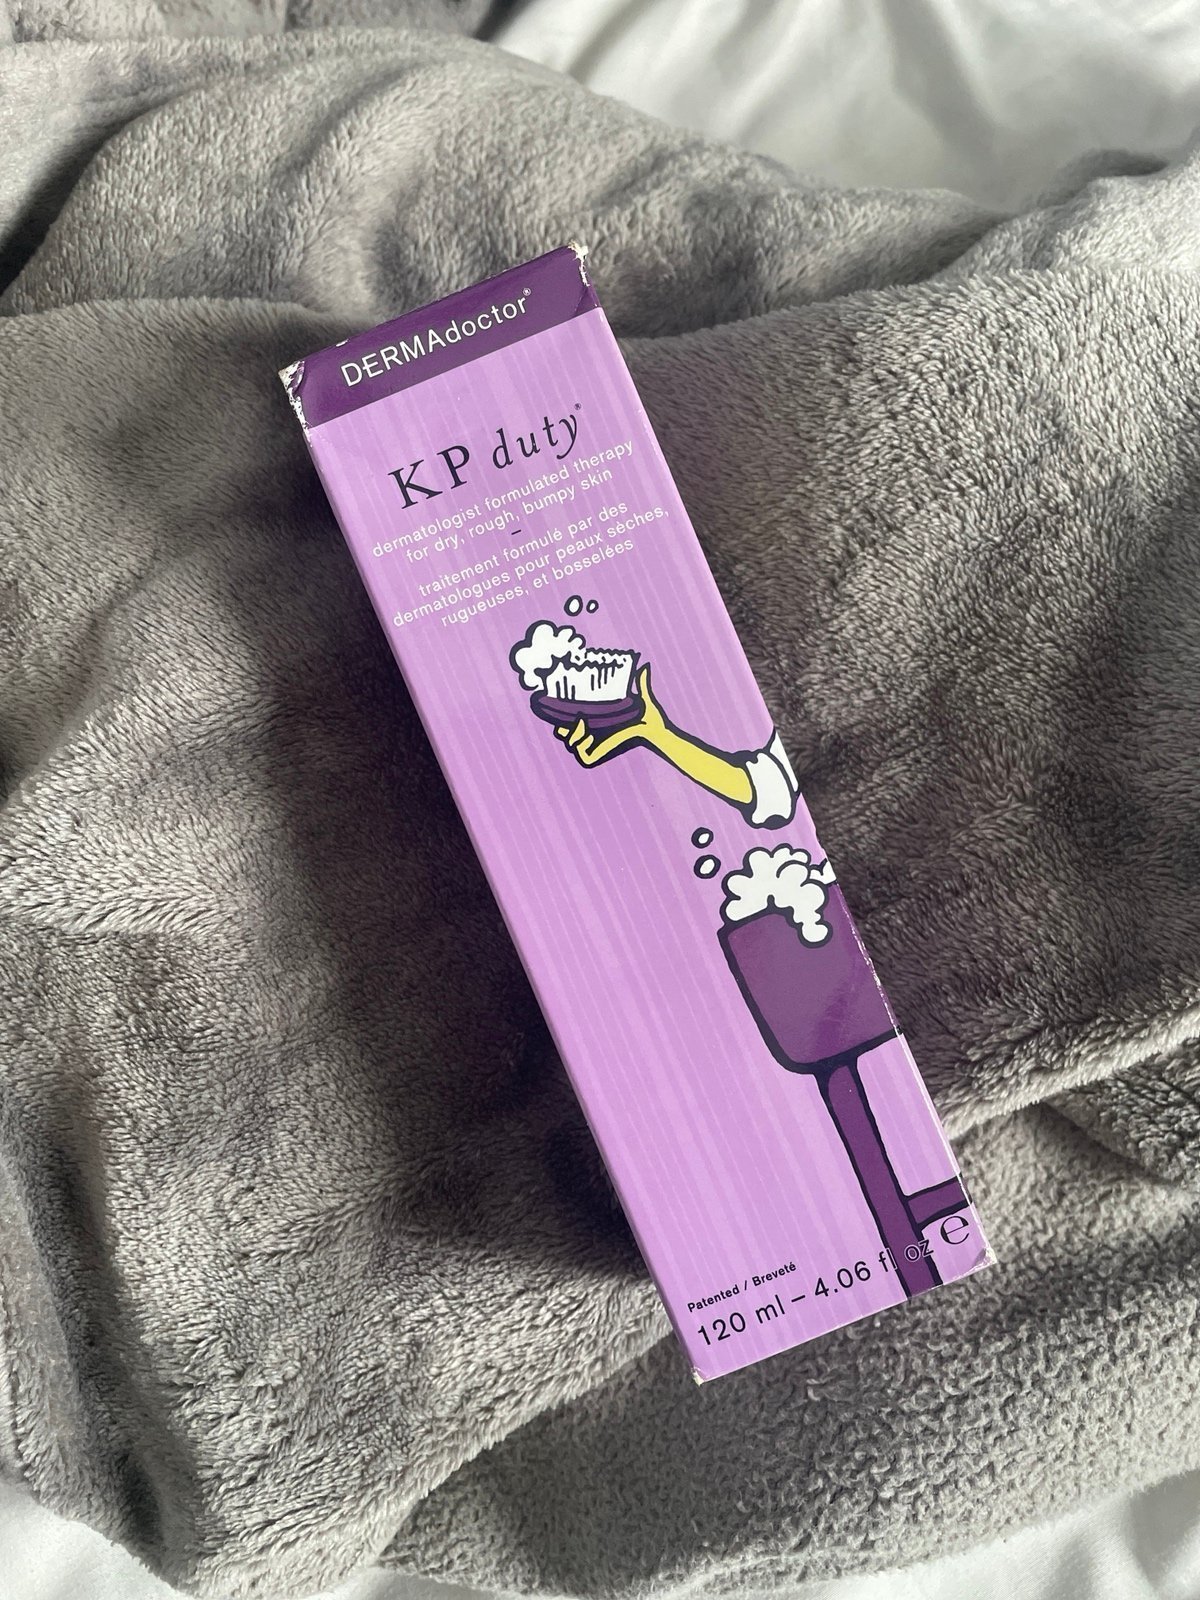 DERMAdoctor®
KP duty®
dermatologist formulated therapy
for dry, rough, bumpy skin
-
traitement formulé par des
dermatologues pour peaux sèches,
rugueuses, et bosselées
Patented / Breveté
120 ml – 4.06 fl oz ℮